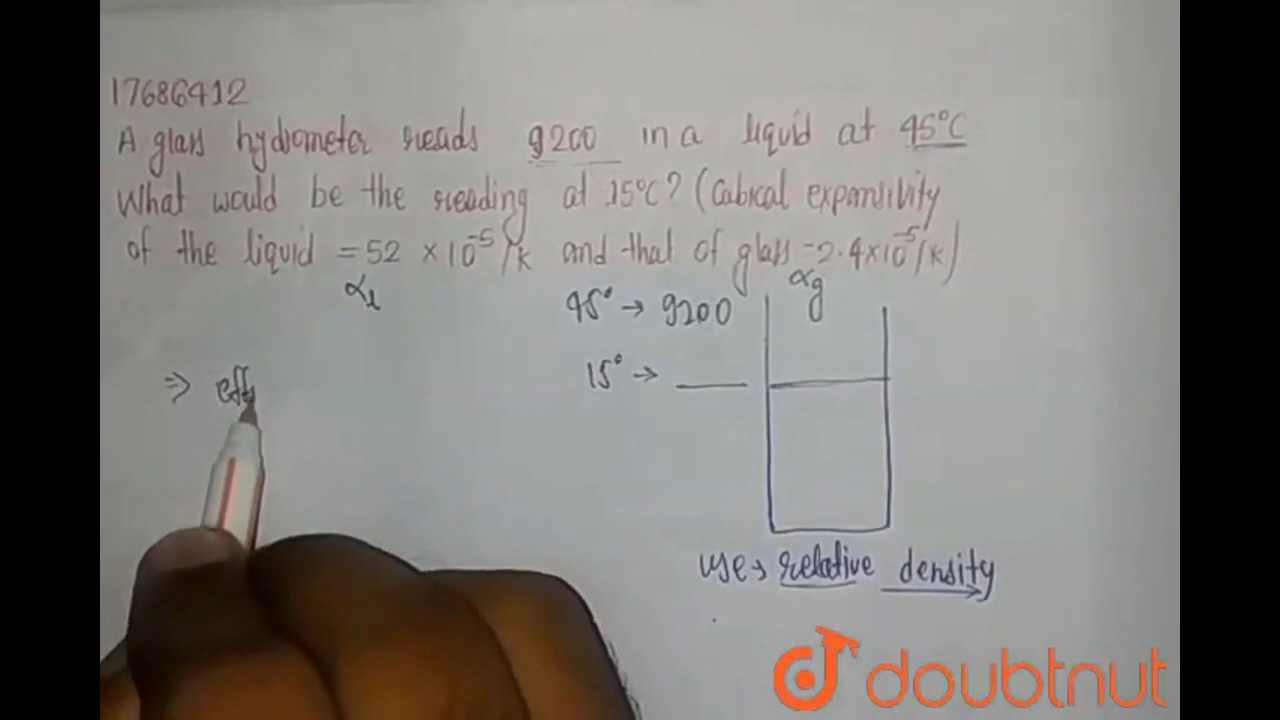 17686412
A glass hydrometer reads 9200 in a liquid at 45°C
What would be the reading at 15°C? (Cubical expansivity
of the liquid = 52 × 10⁻⁵/k and that of glass = 2.4×10⁻⁵/k)
αₗ αg
45° → 9200
15° →
⇒ eff
use → relative density
doubtnut